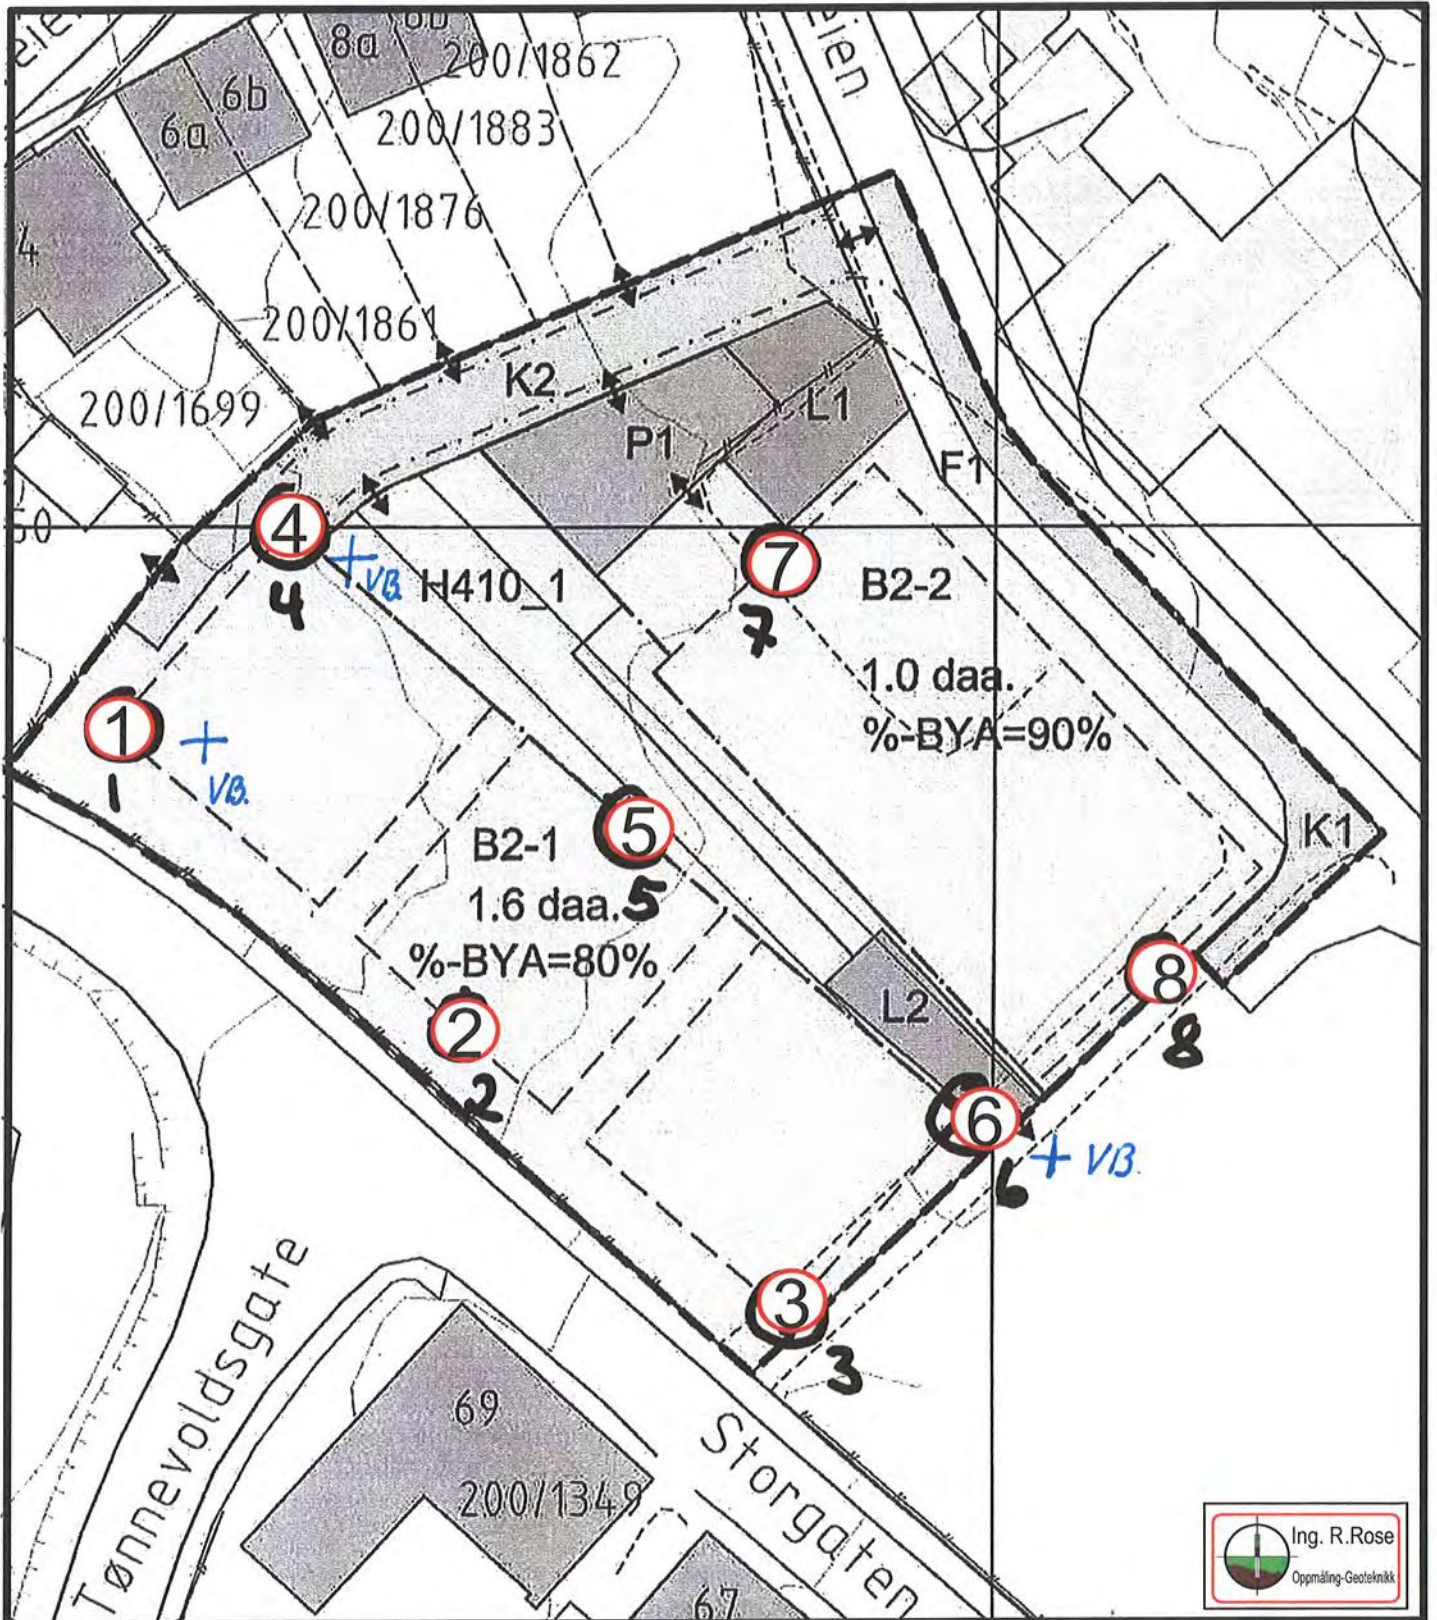 8a
200/1862
6b
200/1883
6a
200/1876
4
200/1861
K2
200/1699
L1
P1
F1
4
7
VB.
H410_1
B2-2
4
7
1.0 daa.
%-BYA=90%
1
VB.
1
5
K1
B2-1
1.6 daa.
5
%-BYA=80%
8
L2
2
8
2
6
VB.
6
3
3
69
Tønnevoldsgate
Storgaten
200/1349
67
Ing. R.Rose
Oppmåling-Geoteknikk